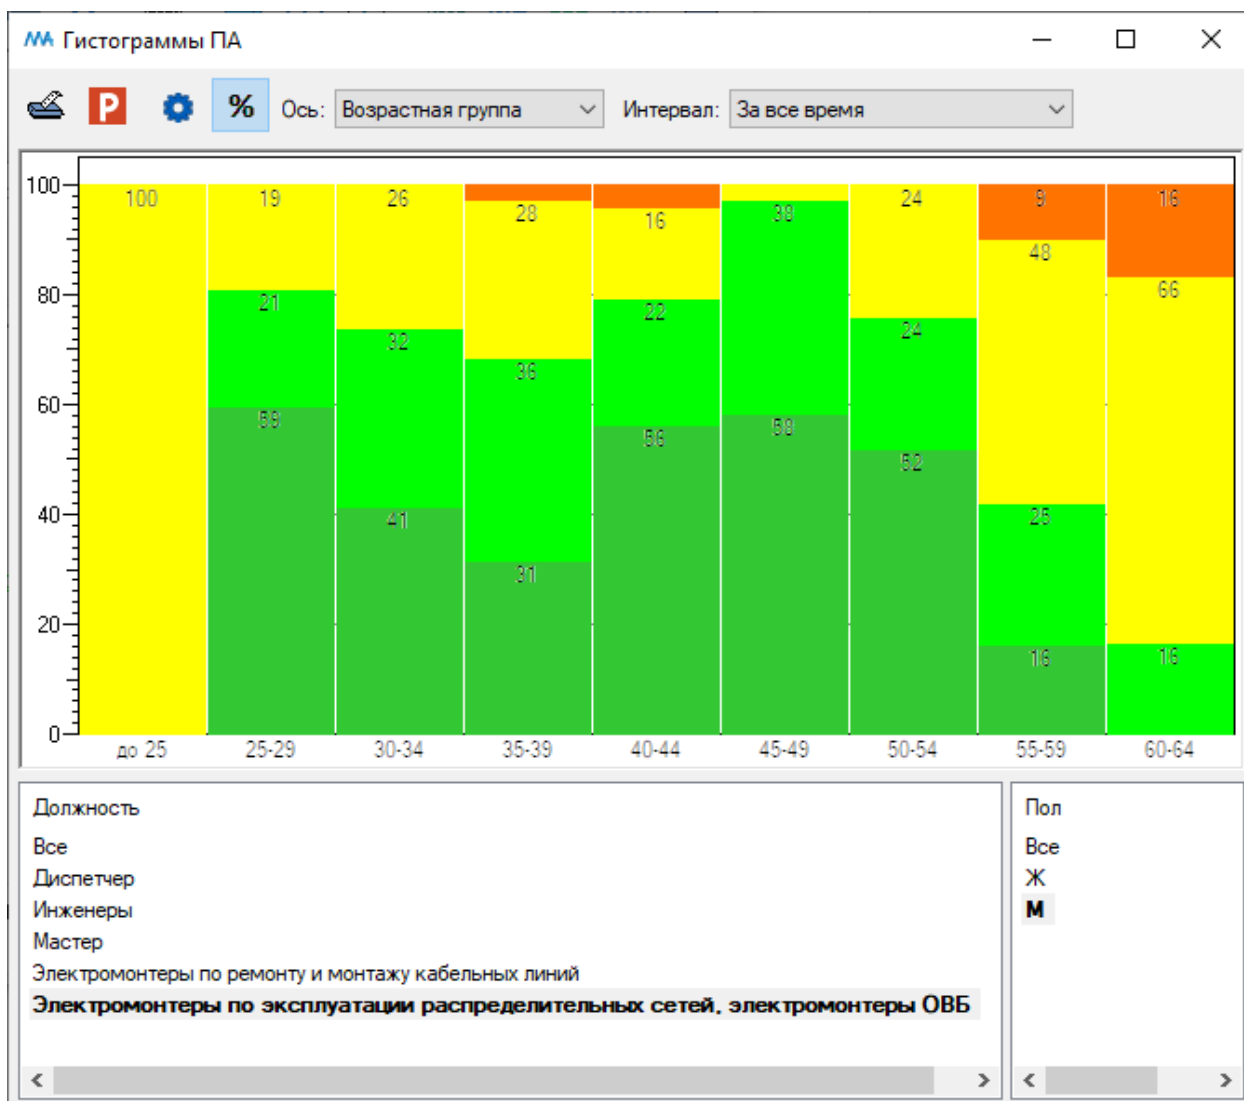 Гистограммы ПА
% Ось: Возрастная группа Интервал: За все время
100 100 19 26 28 16 38 24 9 16
48
80 21 32 36 22 24 66
60 58 41 31 56 58 52 25
40
20 16 16
0
до 25 25-29 30-34 35-39 40-44 45-49 50-54 55-59 60-64
Должность
Все
Диспетчер
Инженеры
Мастер
Электромонтеры по ремонту и монтажу кабельных линий
Электромонтеры по эксплуатации распределительных сетей, электромонтеры ОВБ
Пол
Все
Ж
М